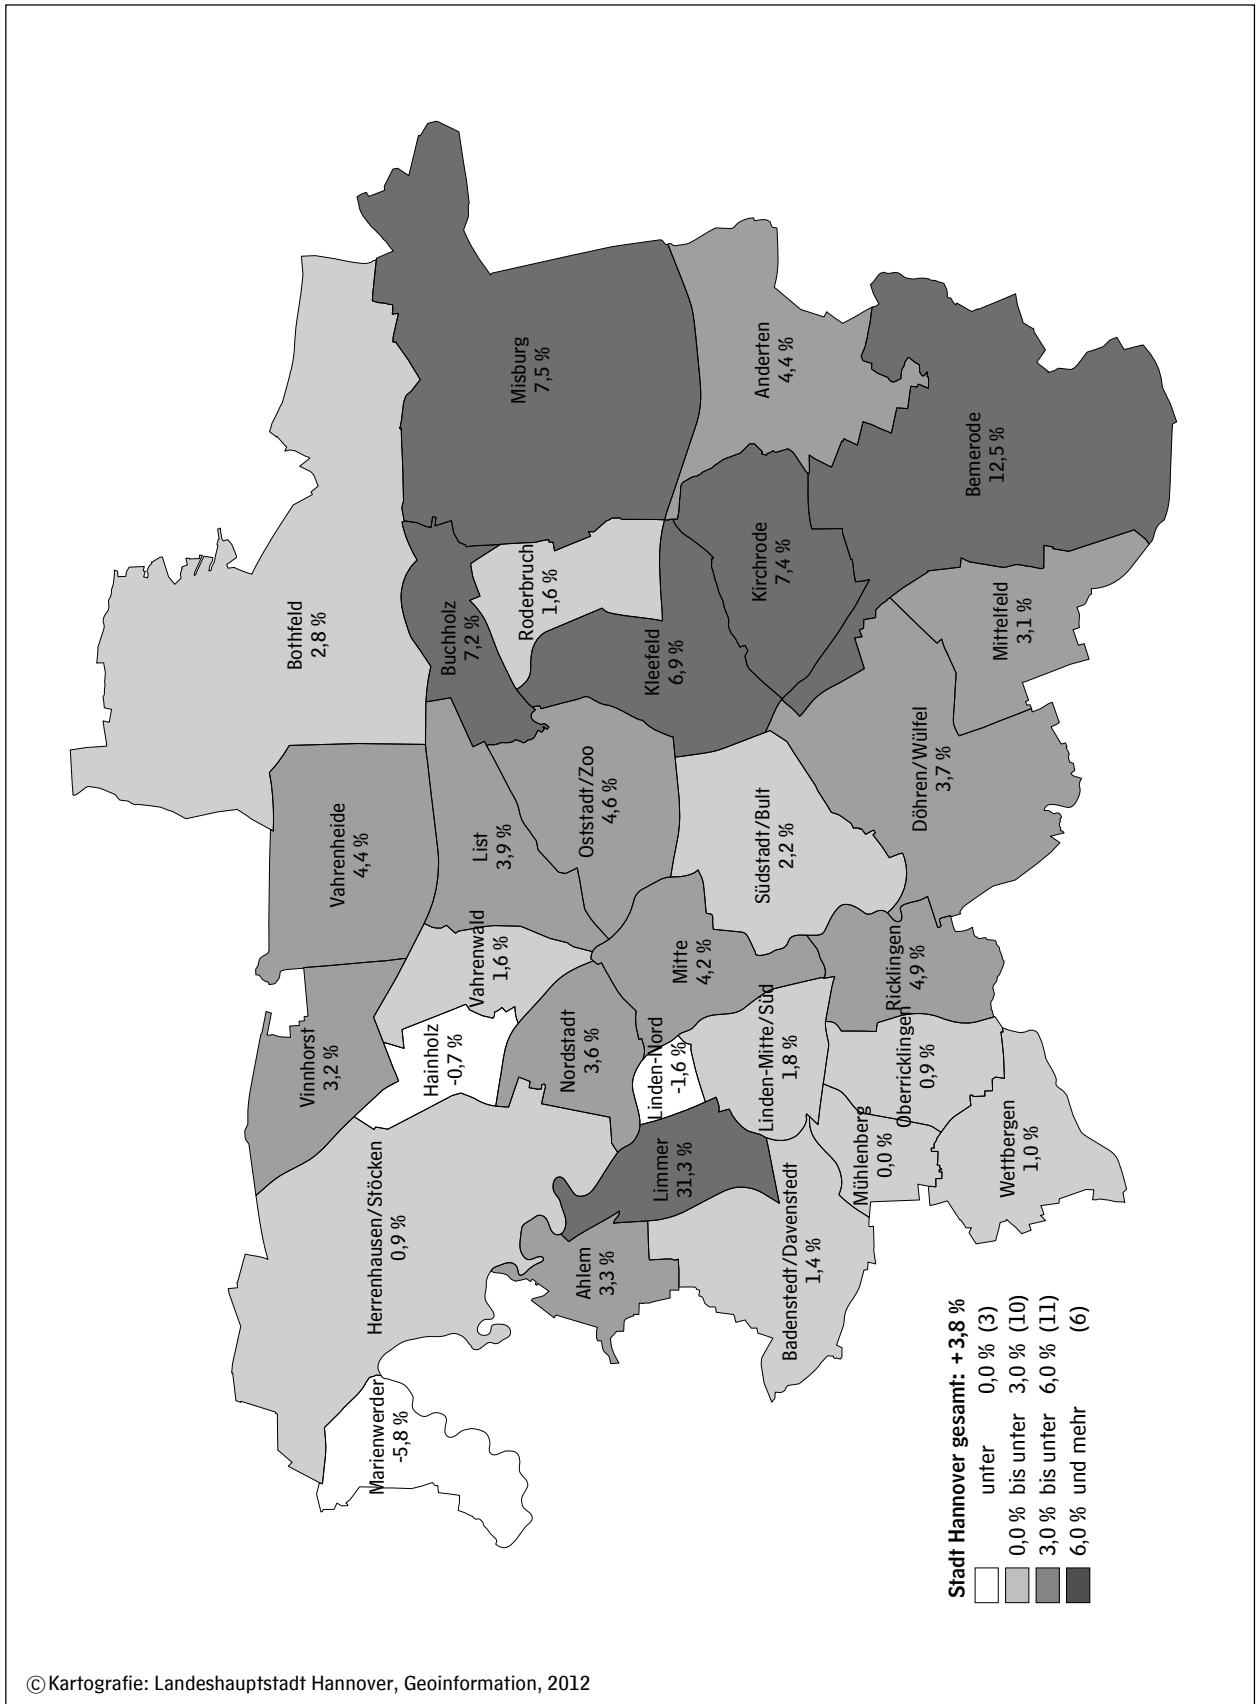 Marienwerder
-5,8 %
Herrenhausen/Stöcken
0,9 %
Vinnhorst
3,2 %
Hainholz
-0,7 %
Vahrenheide
4,4 %
Vahrenwald
1,6 %
Bothfeld
2,8 %
List
3,9 %
Buchholz
7,2 %
Misburg
7,5 %
Roderbruch
1,6 %
Nordstadt
3,6 %
Oststadt/Zoo
4,6 %
Kleefeld
6,9 %
Ahlem
3,3 %
Limmer
31,3 %
Linden-Nord
-1,6 %
Mitte
4,2 %
Anderten
4,4 %
Kirchrode
7,4 %
Südstadt/Bult
2,2 %
Linden-Mitte/Süd
1,8 %
Badenstedt/Davenstedt
1,4 %
Mühlenberg
0,0 %
Oberricklingen
0,9 %
Ricklingen
4,9 %
Döhren/Wülfel
3,7 %
Bemerode
12,5 %
Mittelfeld
3,1 %
Wettbergen
1,0 %
Stadt Hannover gesamt: + 3,8 %
unter 0,0 % (3)
0,0 % bis unter 3,0 % (10)
3,0 % bis unter 6,0 % (11)
6,0 % und mehr (6)
© Kartografie: Landeshauptstadt Hannover, Geoinformation, 2012